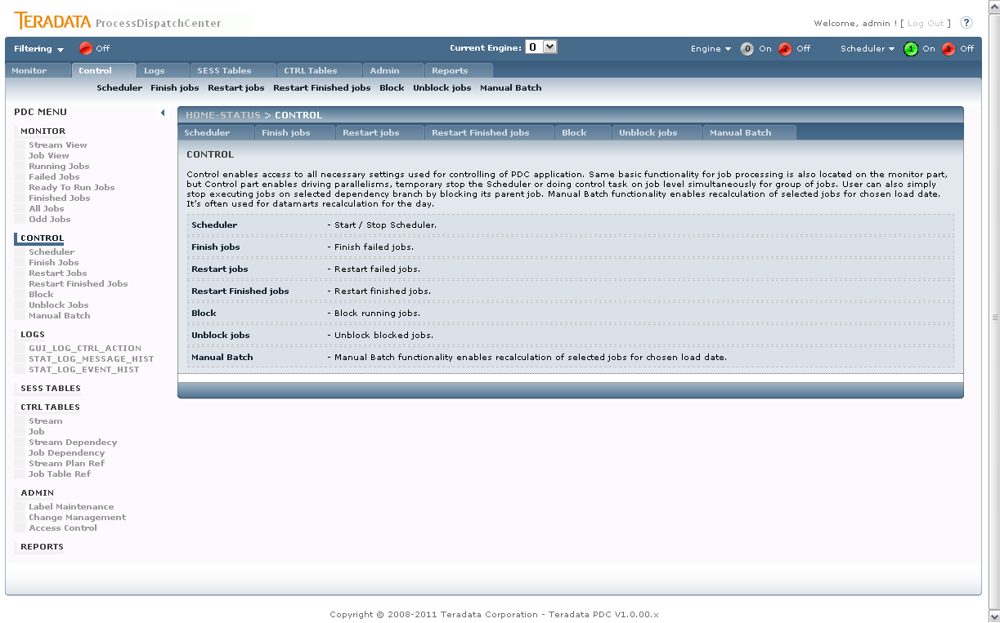 TERADATA ProcessDispatchCenter
Welcome, admin ! [ Log Out ] ?
Filtering Off Current Engine: 0 Engine 0 On 2 Off Scheduler 1 On 1 Off
Monitor Control Logs SESS Tables CTRL Tables Admin Reports
Scheduler Finish jobs Restart jobs Restart Finished jobs Block Unblock jobs Manual Batch
PDC MENU
MONITOR
Stream View
Job View
Running Jobs
Failed Jobs
Ready To Run Jobs
Finished Jobs
All Jobs
Odd Jobs
CONTROL
Scheduler
Finish Jobs
Restart Jobs
Restart Finished Jobs
Block
Unblock Jobs
Manual Batch
LOGS
GUI_LOG_CTRL_ACTION
STAT_LOG_MESSAGE_HIST
STAT_LOG_EVENT_HIST
SESS TABLES
CTRL TABLES
Stream
Job
Stream Dependecy
Job Dependency
Stream Plan Ref
Job Table Ref
ADMIN
Label Maintenance
Change Management
Access Control
REPORTS
HOME-STATUS > CONTROL
Scheduler Finish jobs Restart jobs Restart Finished jobs Block Unblock jobs Manual Batch
CONTROL
Control enables access to all necessary settings used for controlling of PDC application. Same basic functionality for job processing is also located on the monitor part,
but Control part enables driving parallelisms, temporary stop the Scheduler or doing control task on job level simultaneously for group of jobs. User can also simply
stop executing jobs on selected dependency branch by blocking its parent job. Manual Batch functionality enables recalculation of selected jobs for chosen load date.
It's often used for datamarts recalculation for the day.
Scheduler - Start / Stop Scheduler.
Finish jobs - Finish failed jobs.
Restart jobs - Restart failed jobs.
Restart Finished jobs - Restart finished jobs.
Block - Block running jobs.
Unblock jobs - Unblock blocked jobs.
Manual Batch - Manual Batch functionality enables recalculation of selected jobs for chosen load date.
Copyright © 2008-2011 Teradata Corporation - Teradata PDC V1.0.00.x